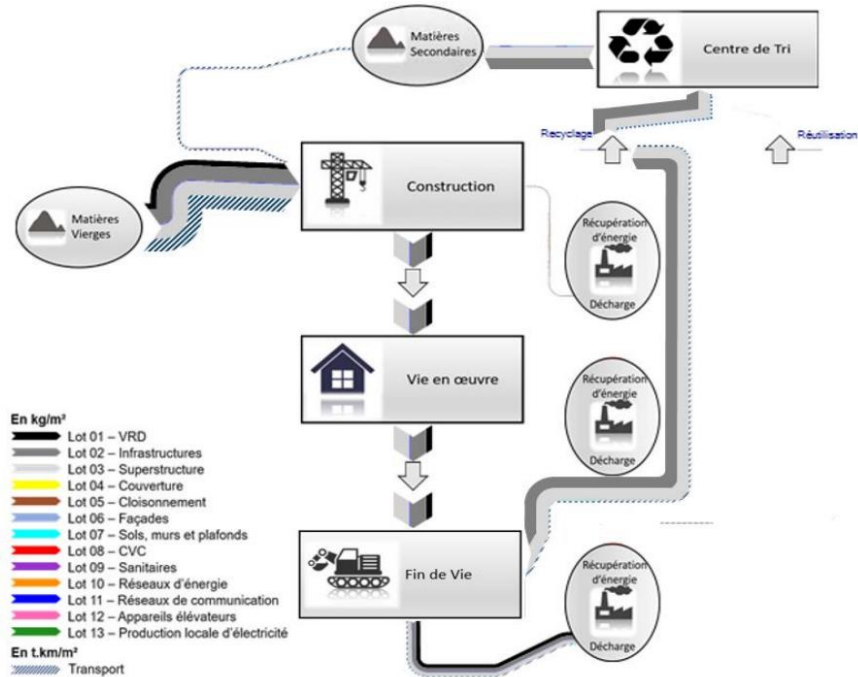 Matières
Secondaires
Centre de Tri
Recyclage
Réutilisation
Construction
Matières
Vierges
Récupération
d'énergie
Décharge
Vie en œuvre
Récupération
d'énergie
Décharge
En kg/m²
Lot 01 – VRD
Lot 02 – Infrastructures
Lot 03 – Superstructure
Lot 04 – Couverture
Lot 05 – Cloisonnement
Lot 06 – Façades
Lot 07 – Sols, murs et plafonds
Lot 08 – CVC
Lot 09 – Sanitaires
Lot 10 – Réseaux d'énergie
Lot 11 – Réseaux de communication
Lot 12 – Appareils élévateurs
Lot 13 – Production locale d'électricité
En t.km/m²
Transport
Fin de Vie
Récupération
d'énergie
Décharge